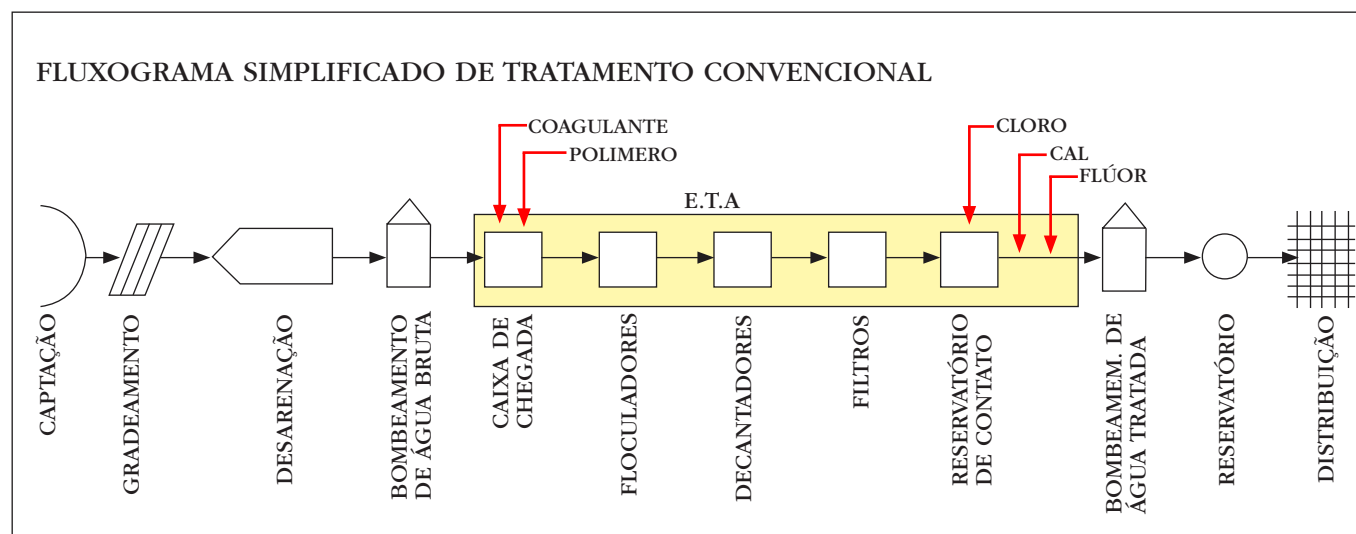 FLUXOGRAMA SIMPLIFICADO DE TRATAMENTO CONVENCIONAL
COAGULANTE
POLIMERO
CLORO
CAL
FLÚOR
E.T.A
CAPTAÇÃO
GRADEAMENTO
DESARENAÇÃO
BOMBEAMENTO
DE ÁGUA BRUTA
CAIXA DE
CHEGADA
FLOCULADORES
DECANTADORES
FILTROS
RESERVATÓRIO
DE CONTATO
BOMBEAMEM. DE
ÁGUA TRATADA
RESERVATÓRIO
DISTRIBUIÇÃO